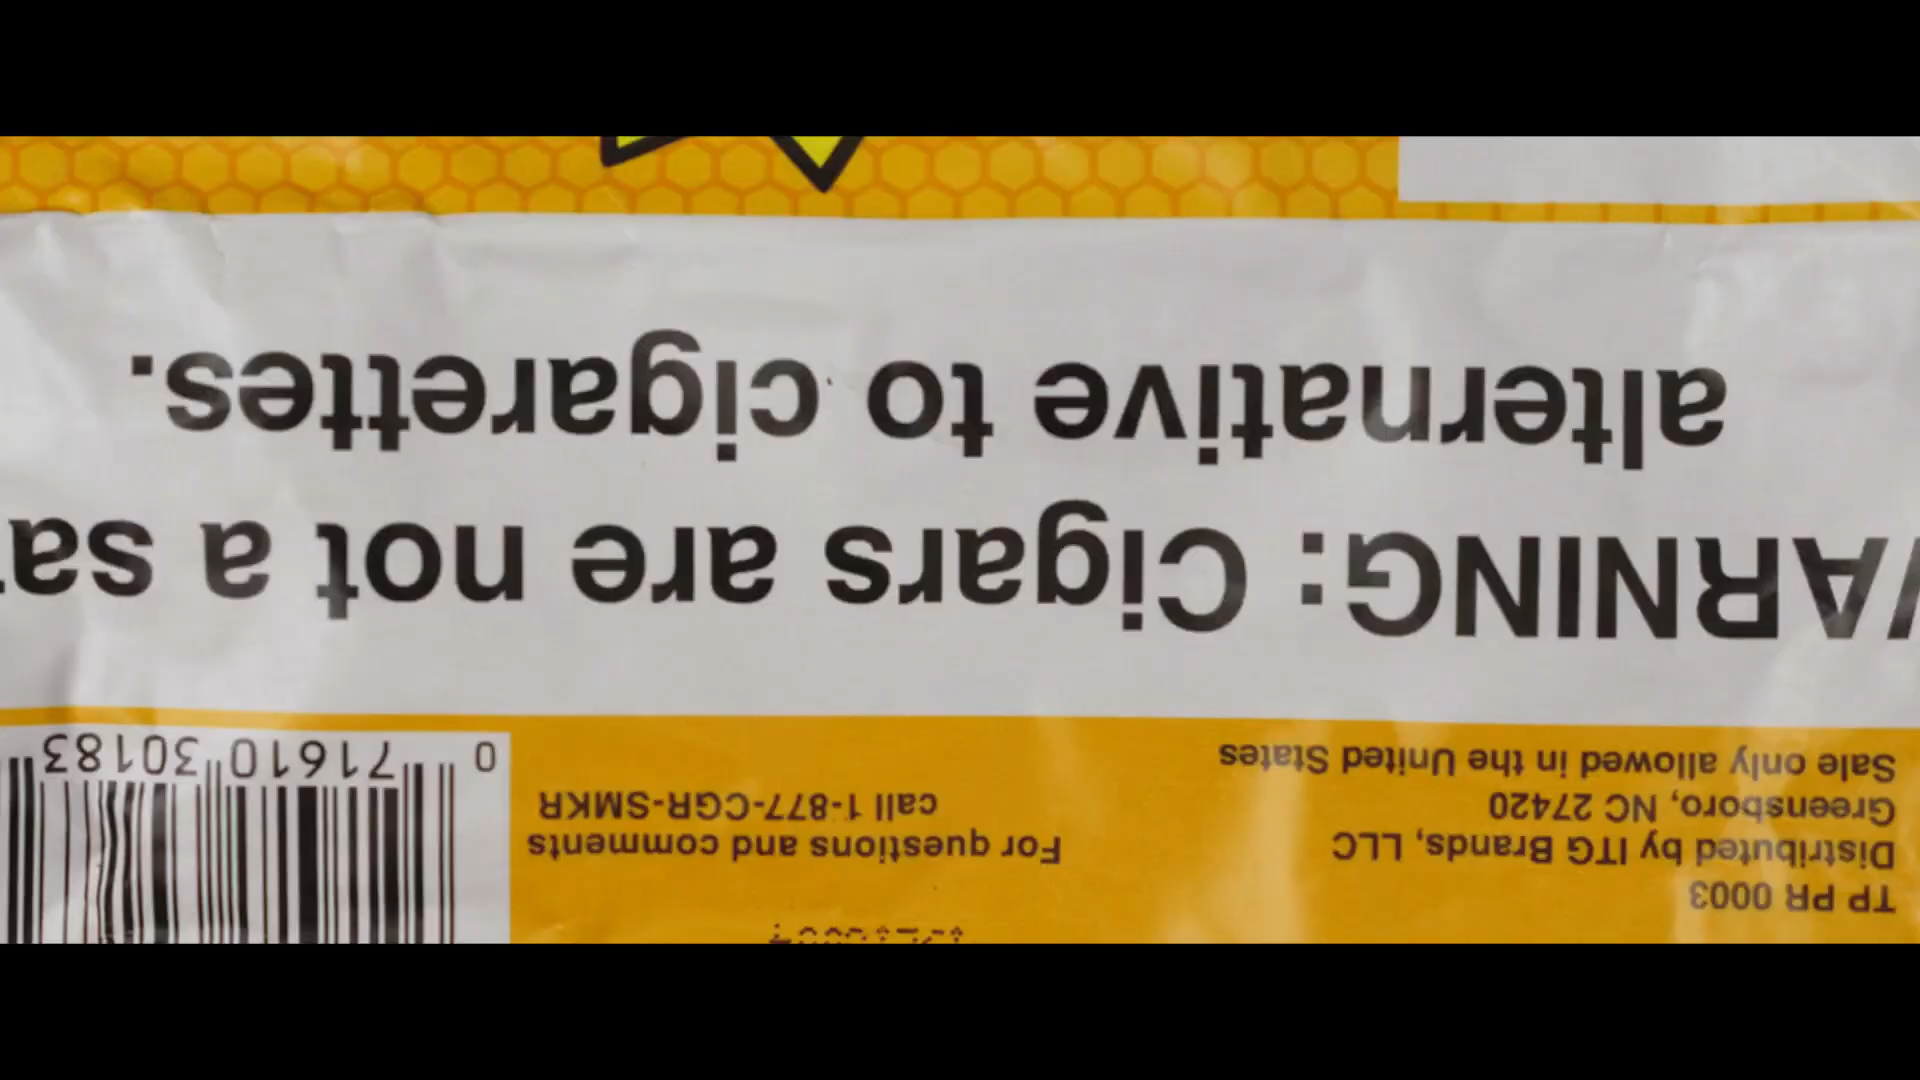 TP PR 0003
Distributed by ITG Brands, LLC
Greensboro, NC 27420
Sale only allowed in the United States
For questions and comments
call 1-877-CGR-SMKR
0 71610 30183
WARNING: Cigars are not a sa
alternative to cigarettes.